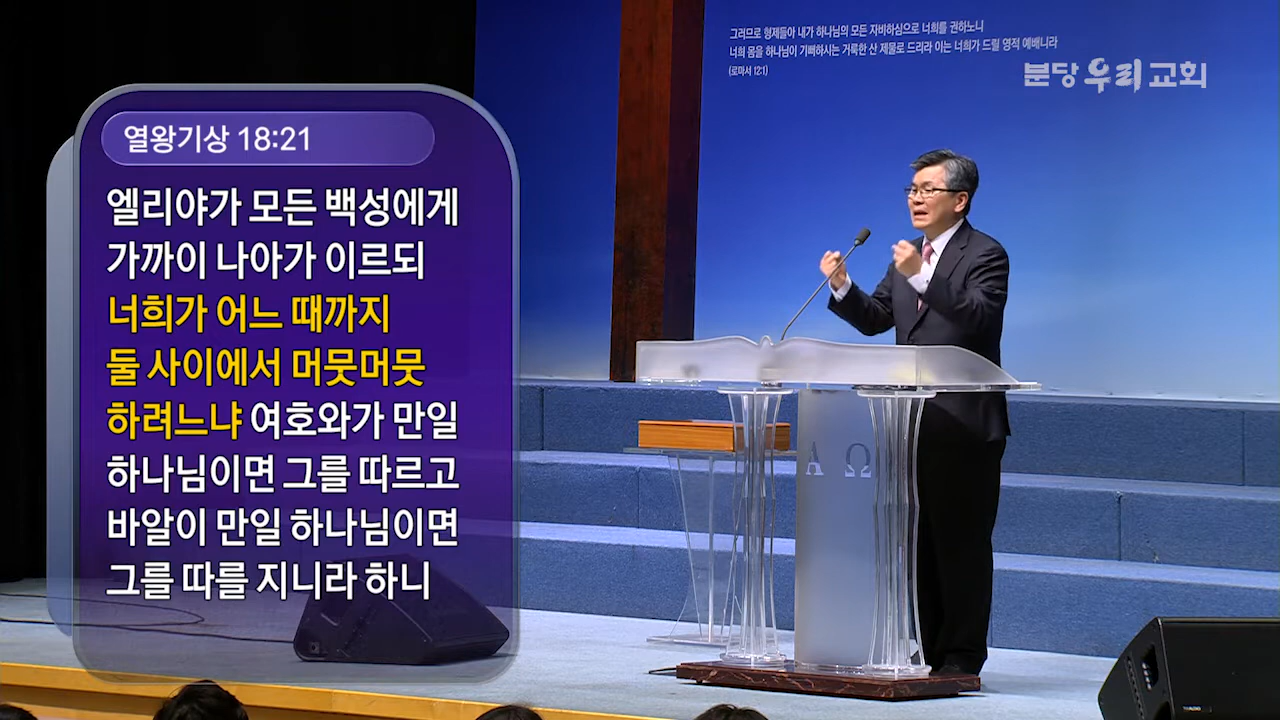 그러므로 형제들아 내가 하나님의 모든 자비하심으로 너희를 권하노니
너희 몸을 하나님이 기뻐하시는 거룩한 산 제물로 드리라 이는 너희가 드릴 영적 예배니라
(로마서 12:1)
분당 우리 교회
열왕기상 18:21
엘리야가 모든 백성에게
가까이 나아가 이르되
너희가 어느 때까지
둘 사이에서 머뭇머뭇
하려느냐 여호와가 만일
하나님이면 그를 따르고
바알이 만일 하나님이면
그를 따를 지니라 하니
Α Ω